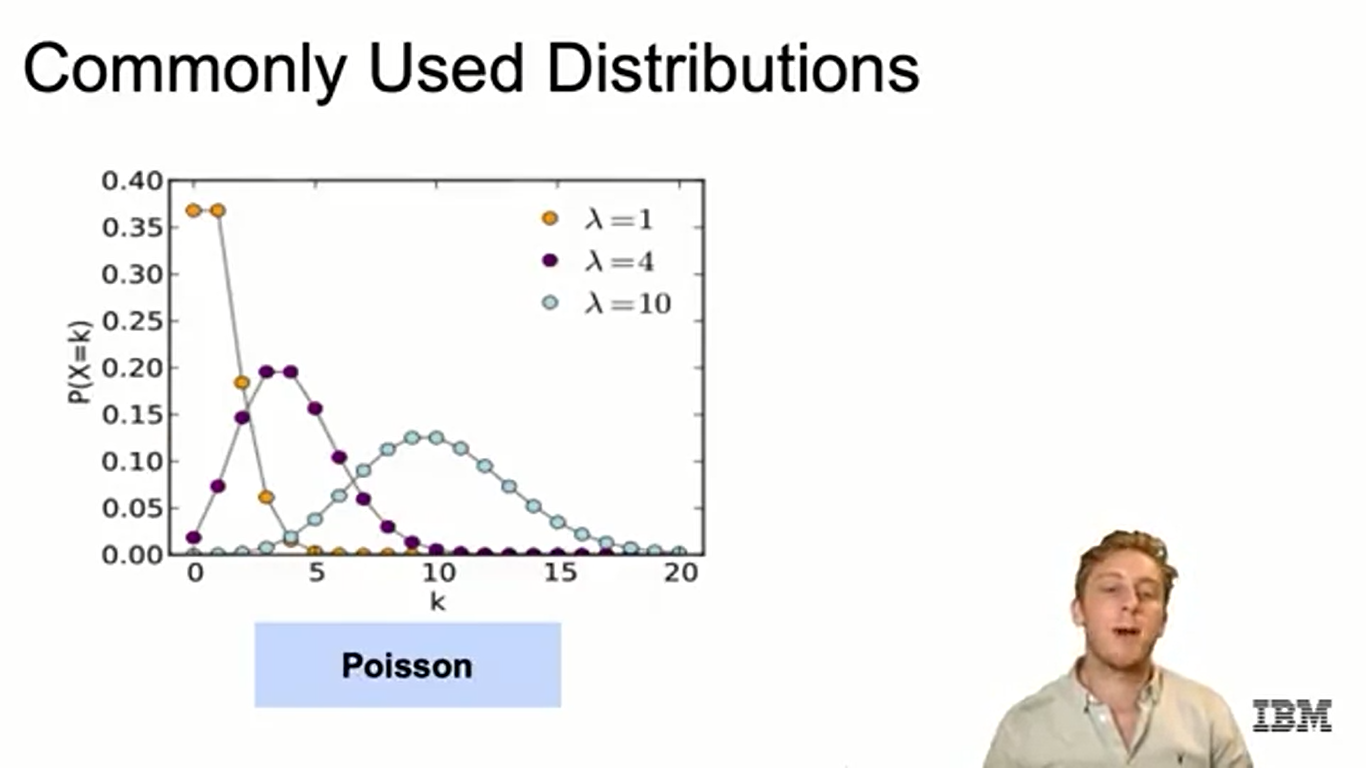 Commonly Used Distributions
0.40
0.35
0.30
0.25
0.20
0.15
0.10
0.05
0.00
P(X=k)
λ=1
λ=4
λ=10
0 5 10 15 20
k
Poisson
IBM